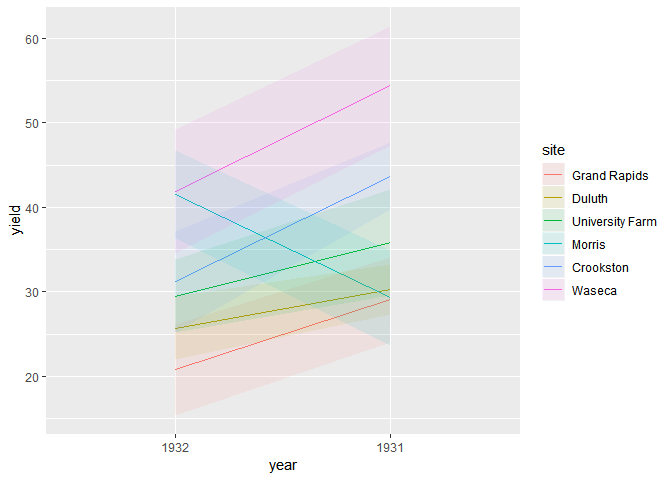 60
50
40
30
20
yield
1932
1931
year
site
Grand Rapids
Duluth
University Farm
Morris
Crookston
Waseca